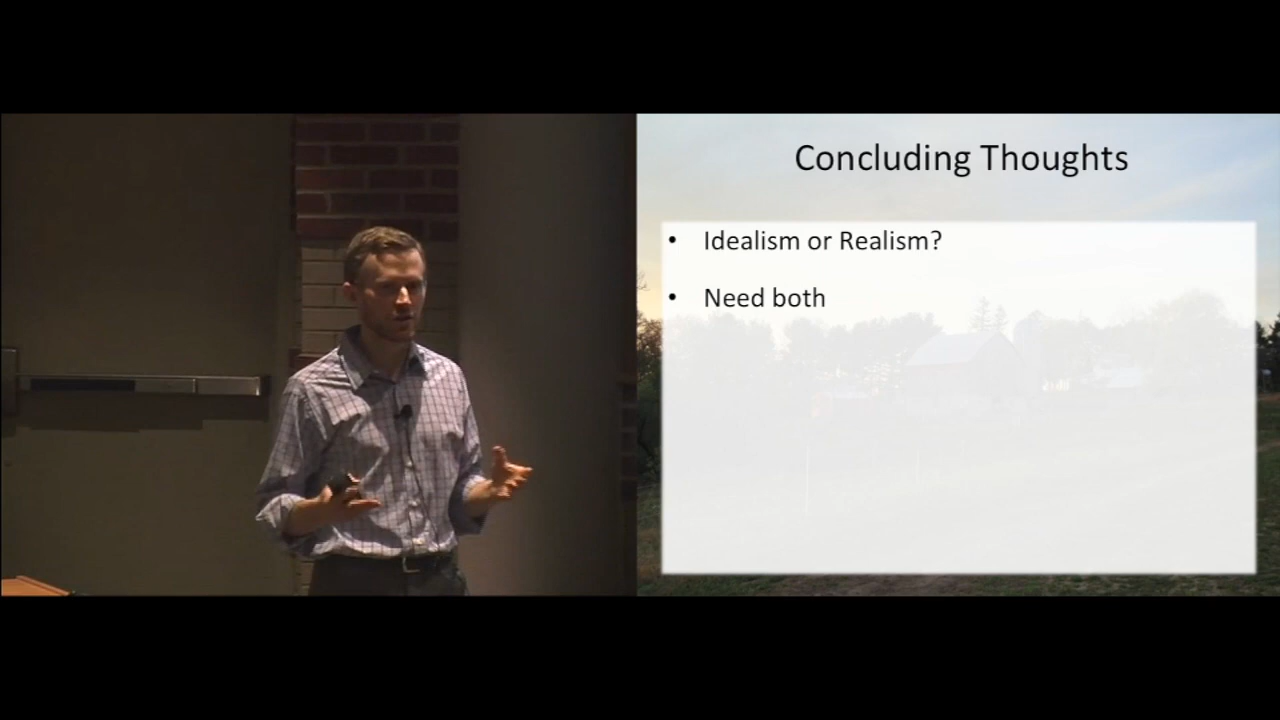 Concluding Thoughts
• Idealism or Realism?
• Need both